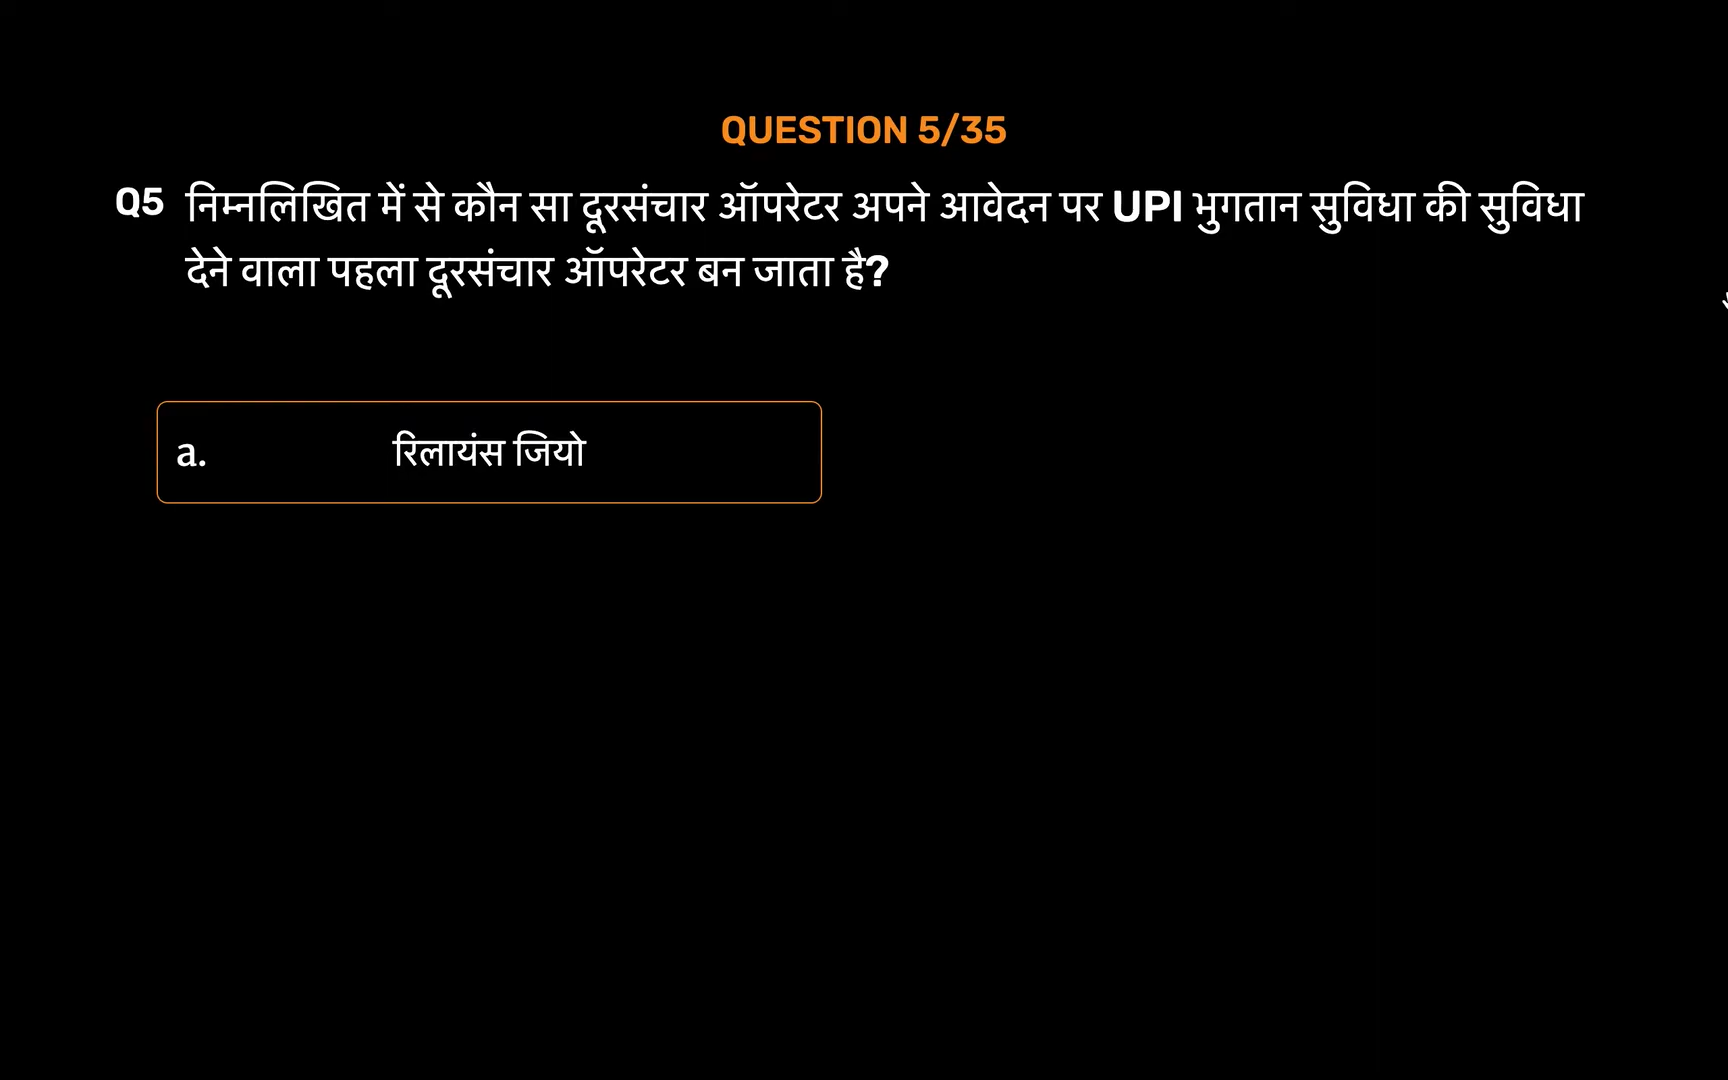 QUESTION 5/35
Q5 निम्नलिखित में से कौन सा दूरसंचार ऑपरेटर अपने आवेदन पर UPI भुगतान सुविधा की सुविधा
देने वाला पहला दूरसंचार ऑपरेटर बन जाता है?
a. रिलायंस जियो